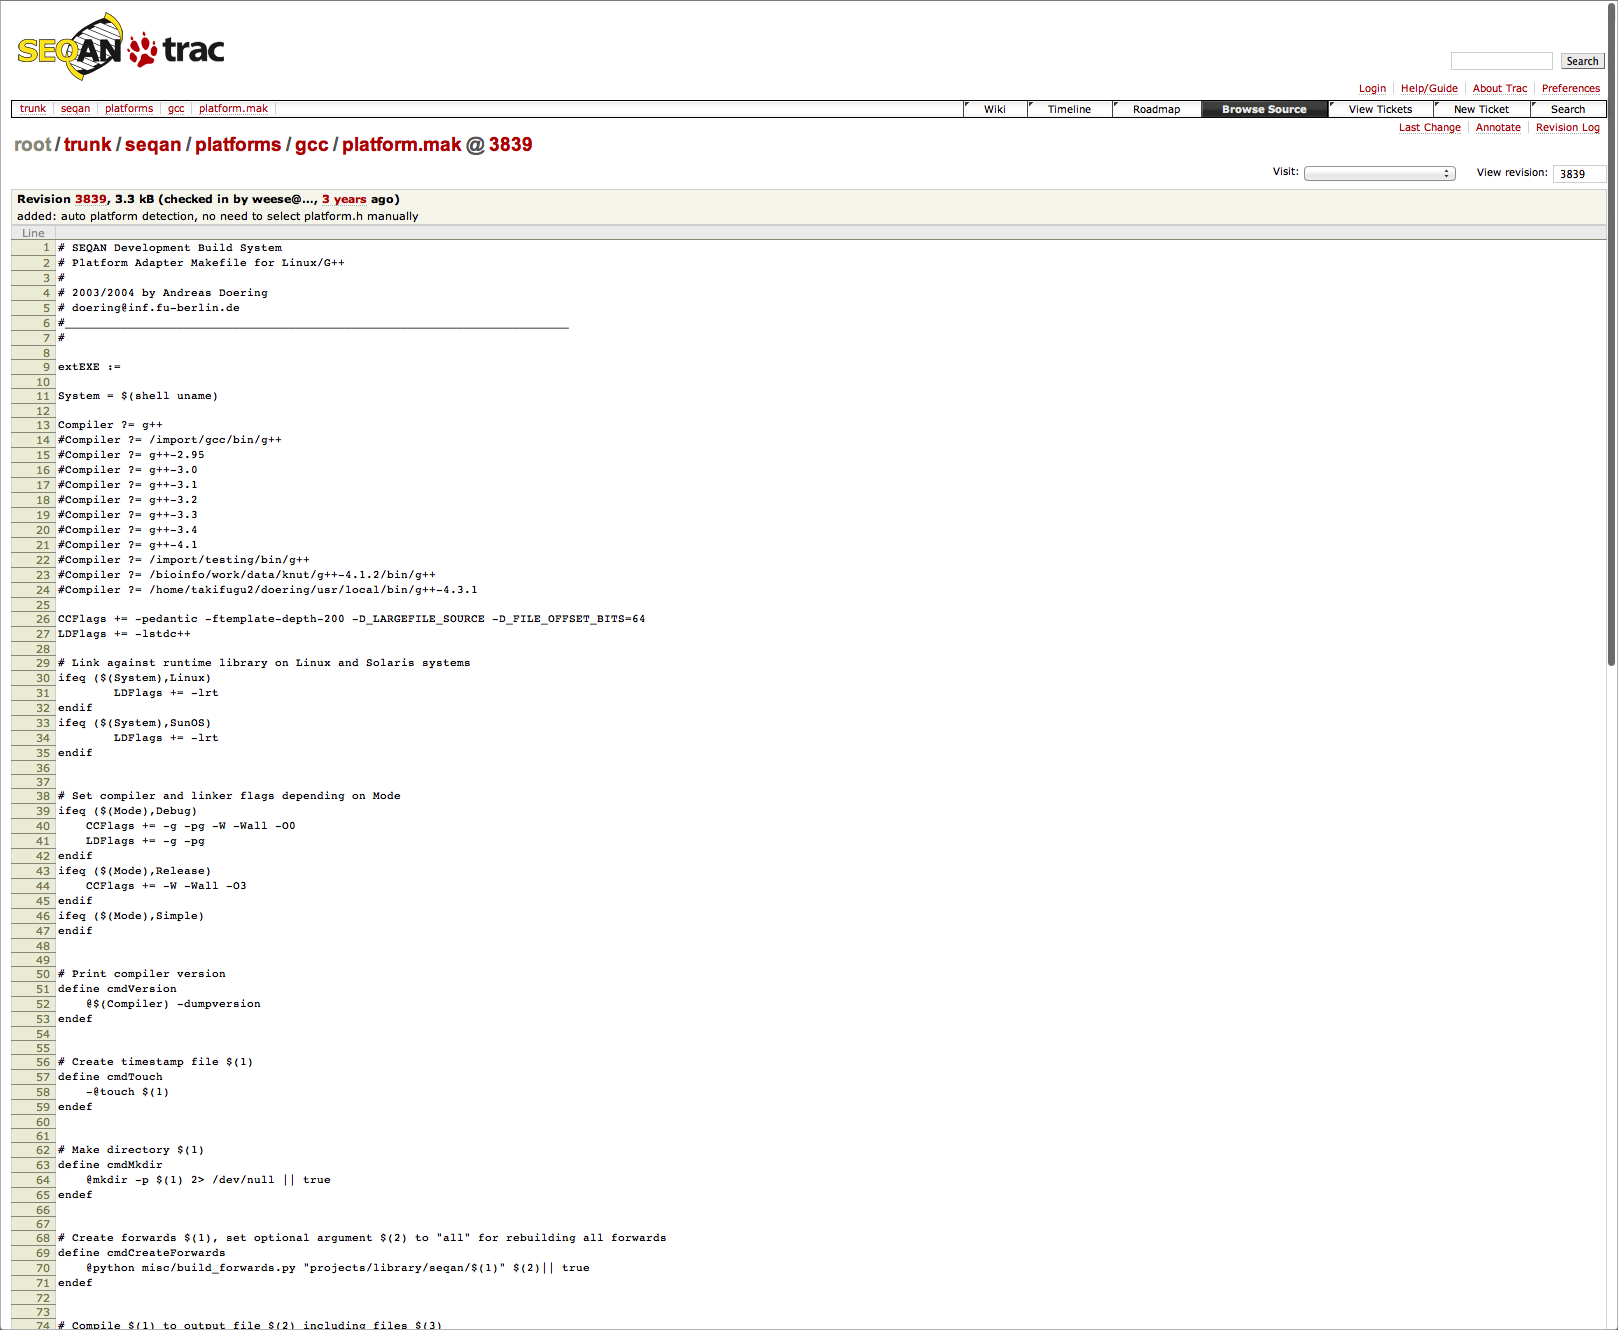 SEQAN trac
Search
Login Help/Guide About Trac Preferences
trunk seqan platforms gcc platform.mak Wiki Timeline Roadmap Browse Source View Tickets New Ticket Search
Last Change Annotate Revision Log
root / trunk / seqan / platforms / gcc / platform.mak @ 3839
Visit: View revision: 3839
Revision 3839, 3.3 kB (checked in by weese@..., 3 years ago)
added: auto platform detection, no need to select platform.h manually
Line
1 # SEQAN Development Build System
2 # Platform Adapter Makefile for Linux/G++
3 #
4 # 2003/2004 by Andreas Doering
5 # doering@inf.fu-berlin.de
6 #________________________________________________________________________
7 #
8
9 extEXE :=
10
11 System = $(shell uname)
12
13 Compiler ?= g++
14 #Compiler ?= /import/gcc/bin/g++
15 #Compiler ?= g++-2.95
16 #Compiler ?= g++-3.0
17 #Compiler ?= g++-3.1
18 #Compiler ?= g++-3.2
19 #Compiler ?= g++-3.3
20 #Compiler ?= g++-3.4
21 #Compiler ?= g++-4.1
22 #Compiler ?= /import/testing/bin/g++
23 #Compiler ?= /bioinfo/work/data/knut/g++-4.1.2/bin/g++
24 #Compiler ?= /home/takifugu2/doering/usr/local/bin/g++-4.3.1
25
26 CCFlags += -pedantic -ftemplate-depth-200 -D_LARGEFILE_SOURCE -D_FILE_OFFSET_BITS=64
27 LDFlags += -lstdc++
28
29 # Link against runtime library on Linux and Solaris systems
30 ifeq ($(System),Linux)
31 LDFlags += -lrt
32 endif
33 ifeq ($(System),SunOS)
34 LDFlags += -lrt
35 endif
36
37
38 # Set compiler and linker flags depending on Mode
39 ifeq ($(Mode),Debug)
40 CCFlags += -g -pg -W -Wall -O0
41 LDFlags += -g -pg
42 endif
43 ifeq ($(Mode),Release)
44 CCFlags += -W -Wall -O3
45 endif
46 ifeq ($(Mode),Simple)
47 endif
48
49
50 # Print compiler version
51 define cmdVersion
52 @$(Compiler) -dumpversion
53 endef
54
55
56 # Create timestamp file $(1)
57 define cmdTouch
58 -@touch $(1)
59 endef
60
61
62 # Make directory $(1)
63 define cmdMkdir
64 @mkdir -p $(1) 2> /dev/null || true
65 endef
66
67
68 # Create forwards $(1), set optional argument $(2) to "all" for rebuilding all forwards
69 define cmdCreateForwards
70 @python misc/build_forwards.py "projects/library/seqan/$(1)" $(2)|| true
71 endef
72
73
74 # Compile $(1) to output file $(2) including files $(3)